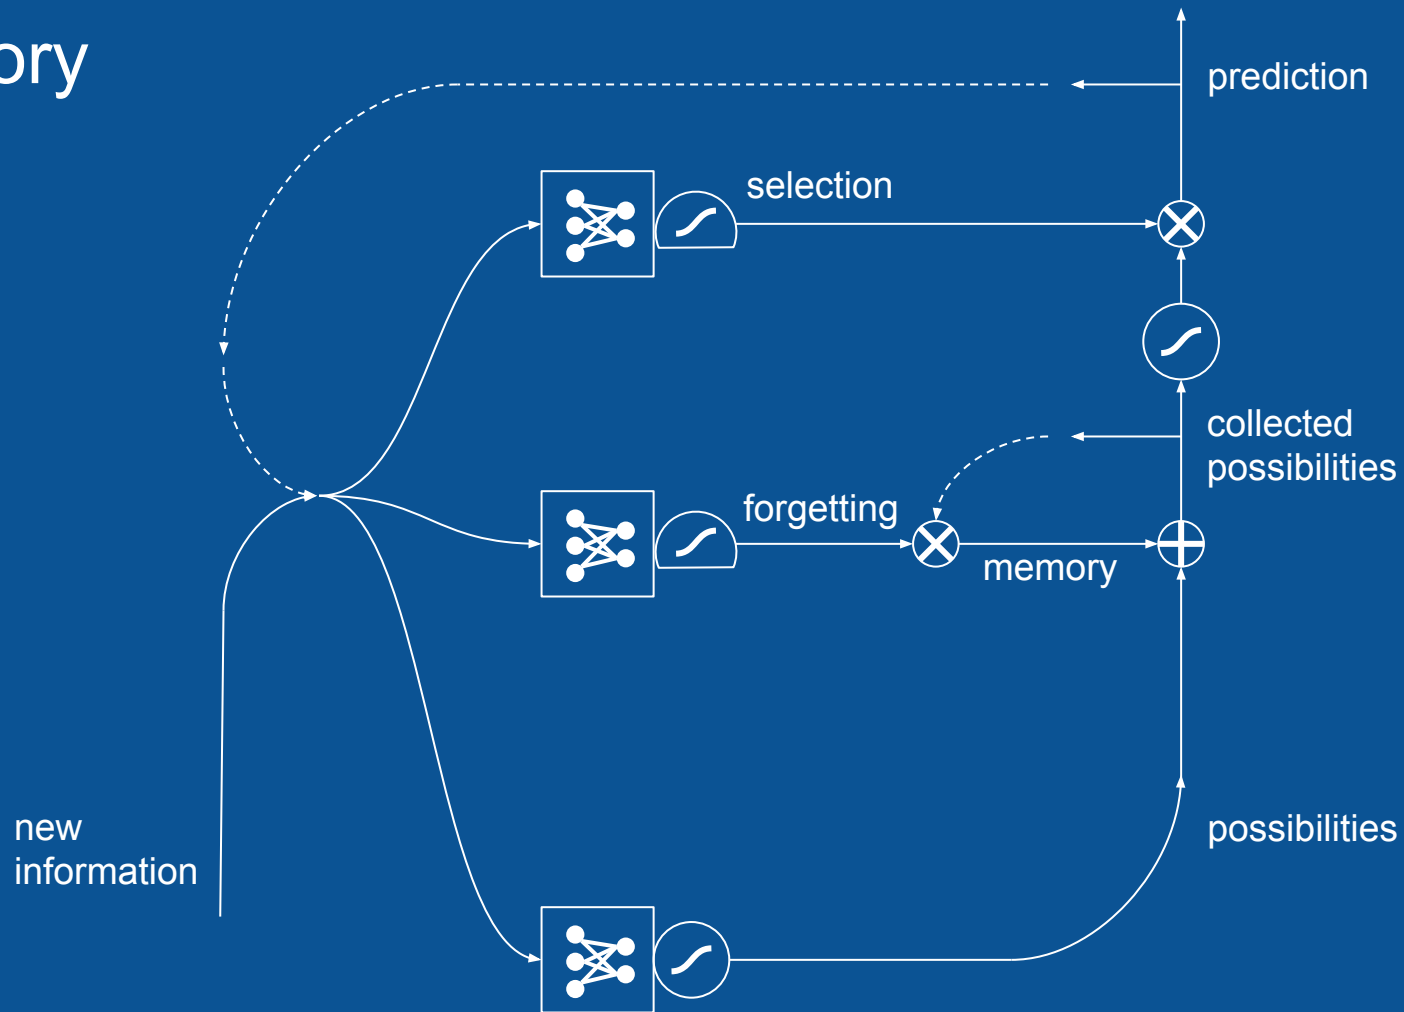 ory
prediction
selection
collected
possibilities
forgetting
memory
new
information
possibilities